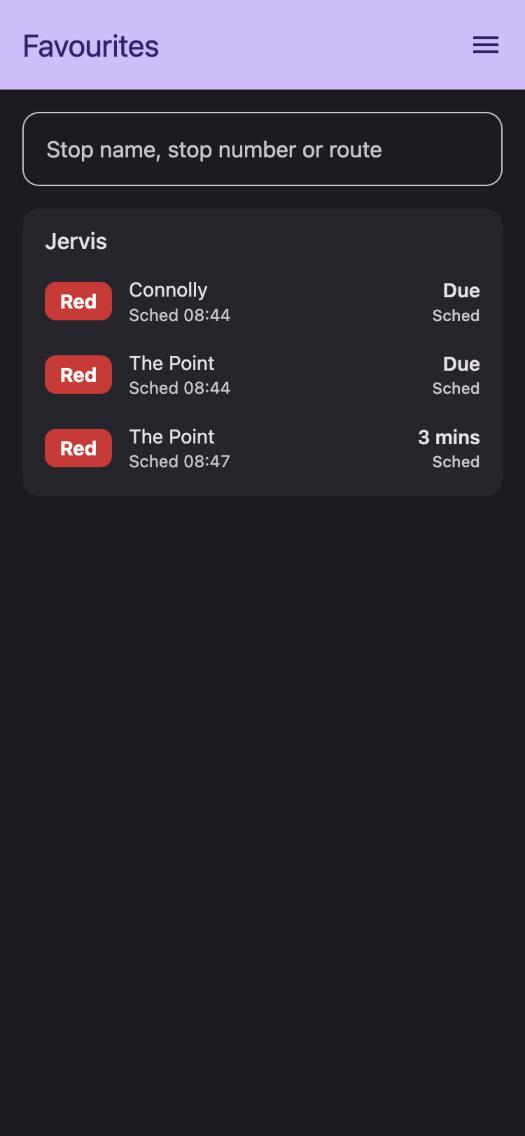 Favourites
Stop name, stop number or route
Jervis
Red Connolly Due
Sched 08:44 Sched
Red The Point Due
Sched 08:44 Sched
Red The Point 3 mins
Sched 08:47 Sched